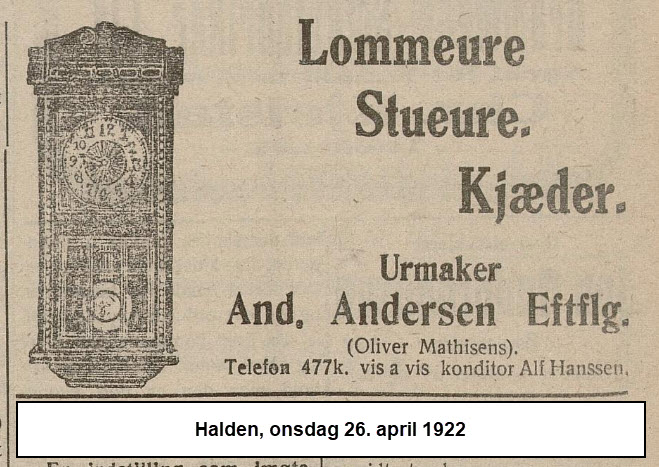 Lommeure
Stueure.
Kjæder.
Urmaker
And. Andersen Eftflg.
(Oliver Mathisens).
Telefon 477k. vis a vis konditor Alf Hanssen.
Halden, onsdag 26. april 1922